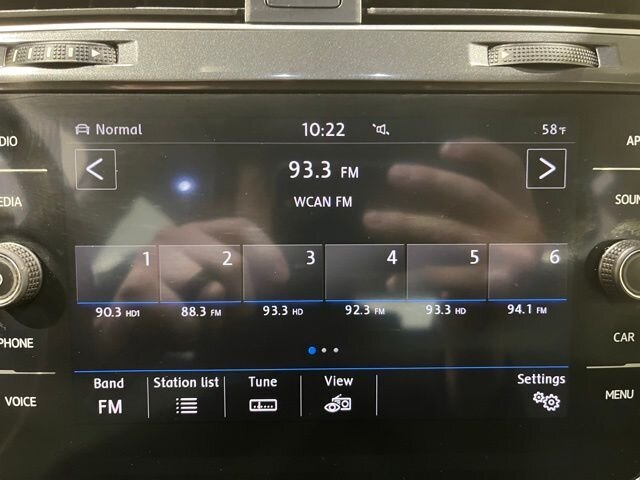 Normal 10:22 58°F
93.3 FM
WCAN FM
1 2 3 4 5 6
90.3 HD1 88.3 FM 93.3 HD 92.3 FM 93.3 HD 94.1 FM
Band Station list Tune View Settings
FM
DIO
EDIA
PHONE
VOICE
AP
SOUN
CAR
MENU